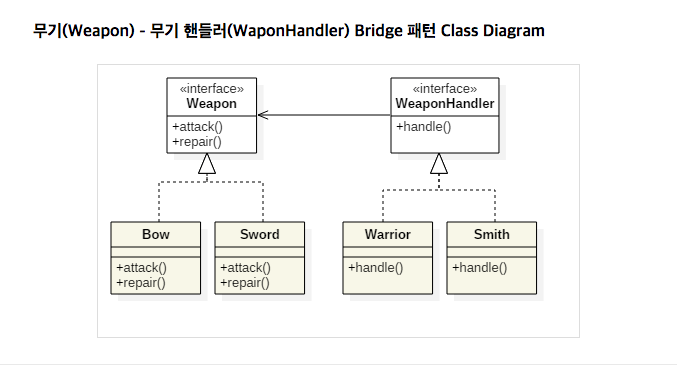 무기(Weapon) - 무기 핸들러(WaponHandler) Bridge 패턴 Class Diagram
«interface»
Weapon
+attack()
+repair()
«interface»
WeaponHandler
+handle()
Bow
+attack()
+repair()
Sword
+attack()
+repair()
Warrior
+handle()
Smith
+handle()